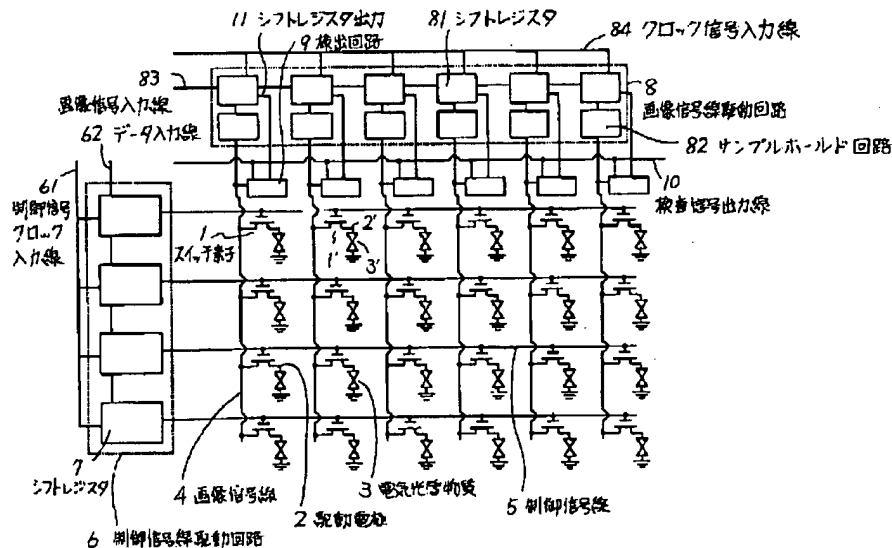 11 シフトレジスタ出力
9 検出回路
81 シフトレジスタ
84 クロック信号入力線
83
画像信号入力線
8
画像信号線駆動回路
62 データ入力線
82 サンプルホールド回路
61
制御信号
クロック
入力線
10
検査信号出力線
1
スイッチ素子
1'
2'
3'
7
シフトレジスタ
4 画像信号線
2 駆動電極
3 電気光学物質
5 制御信号線
6 制御信号線駆動回路